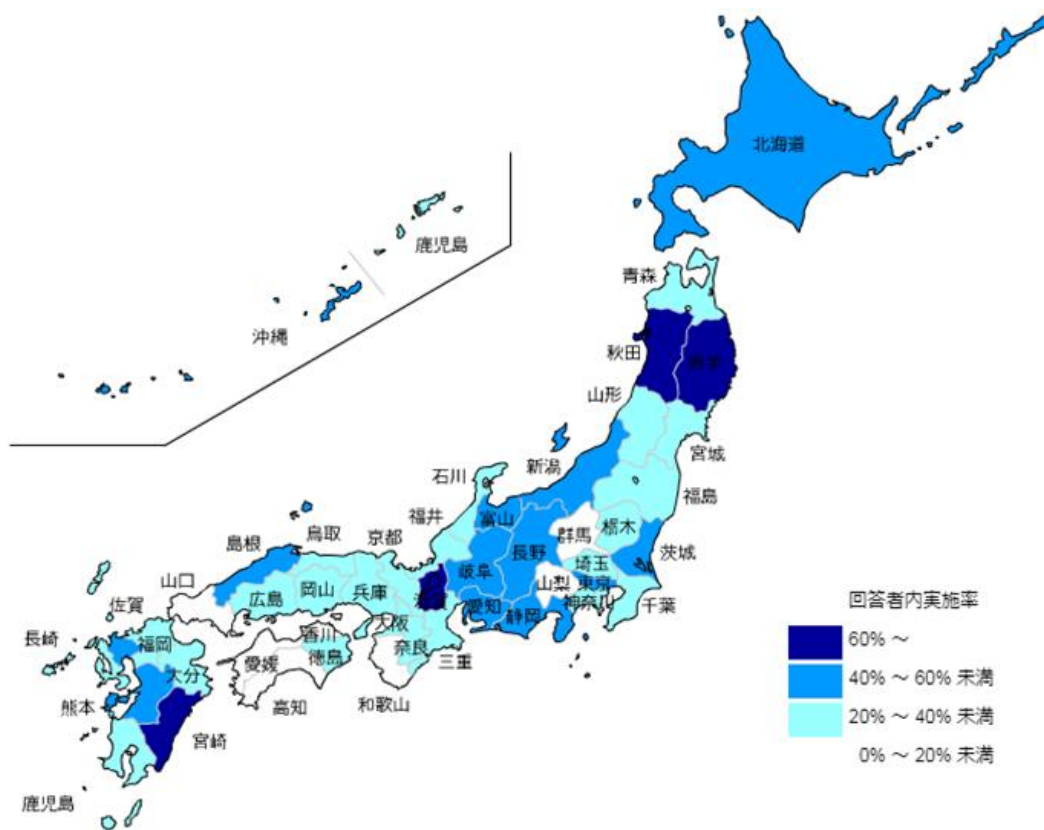 北海道
鹿児島
沖縄
青森
秋田
岩手
山形
宮城
新潟
福島
石川
富山
福井
群馬
栃木
茨城
長野
埼玉
岐阜
山梨
東京
神奈川
千葉
愛知
静岡
鳥取
京都
島根
滋賀
山口
広島
岡山
兵庫
大阪
奈良
三重
香川
徳島
愛媛
高知
和歌山
佐賀
長崎
福岡
大分
熊本
宮崎
鹿児島
回答者内実施率
60% ~
40% ~ 60% 未満
20% ~ 40% 未満
0% ~ 20% 未満